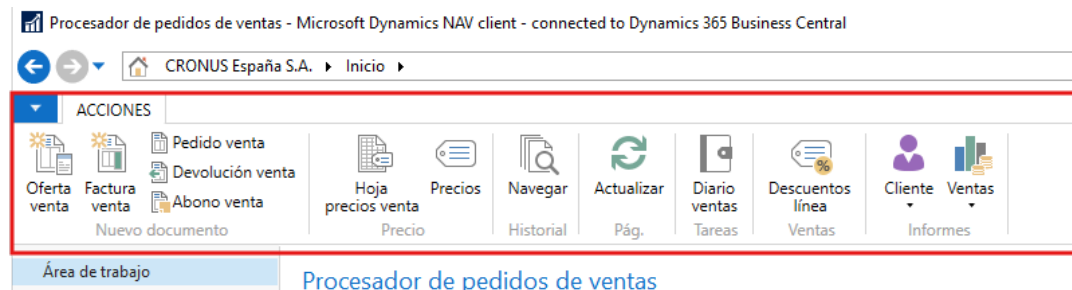 Procesador de pedidos de ventas - Microsoft Dynamics NAV client - connected to Dynamics 365 Business Central
CRONUS España S.A. Inicio
ACCIONES
Oferta venta
Factura venta
Pedido venta
Devolución venta
Abono venta
Nuevo documento
Hoja precios venta
Precios
Precio
Navegar
Historial
Actualizar
Pág.
Diario ventas
Tareas
Descuentos línea
Ventas
Cliente
Ventas
Informes
Área de trabajo
Procesador de pedidos de ventas